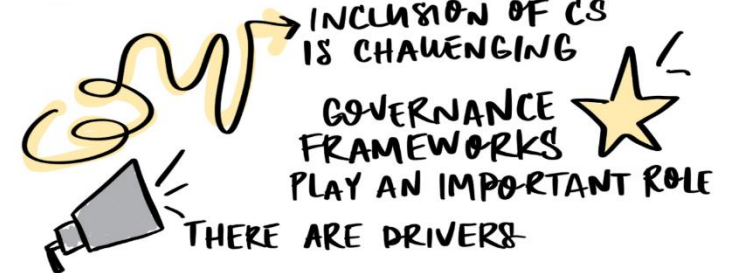 INCLUSION OF CS
IS CHALLENGING
GOVERNANCE
FRAMEWORKS
PLAY AN IMPORTANT ROLE
THERE ARE DRIVERS